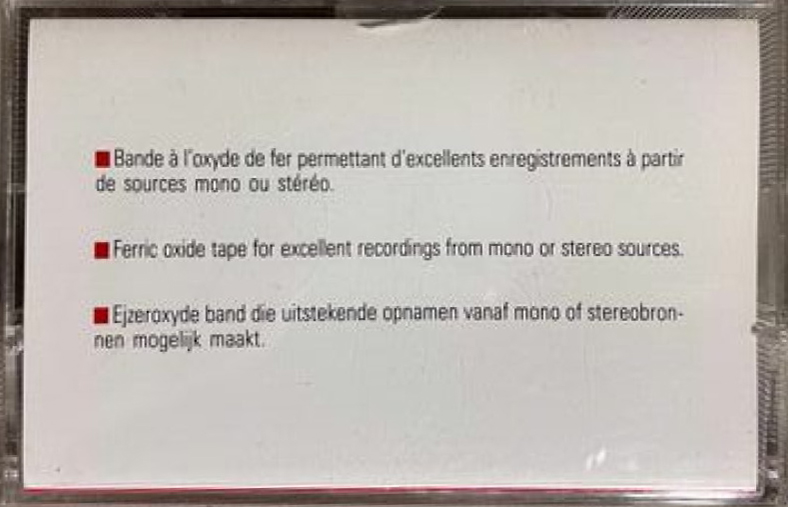 ■ Bande à l'oxyde de fer permettant d'excellents enregistrements à partir
de sources mono ou stéréo.
■ Ferric oxide tape for excellent recordings from mono or stereo sources.
■ Ejzeroxyde band die uitstekende opnamen vanaf mono of stereobron-
nen mogelijk maakt.